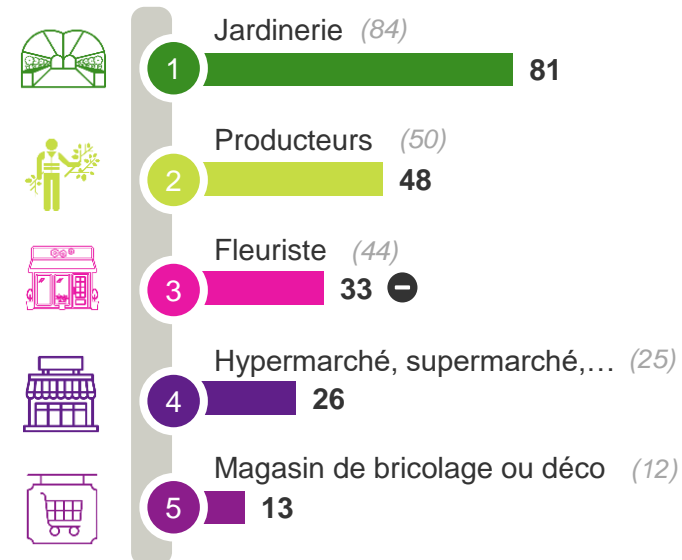 Jardinerie (84)
1 81
Producteurs (50)
2 48
Fleuriste (44)
3 33
Hypermarché, supermarché,… (25)
4 26
Magasin de bricolage ou déco (12)
5 13